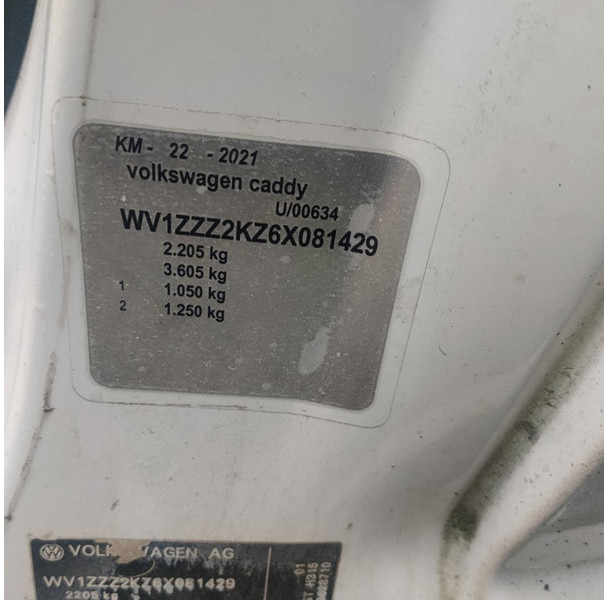 KM - 22 - 2021
volkswagen caddy
U/00634
WV1ZZZ2KZ6X081429
2.205 kg
3.605 kg
1 1.050 kg
2 1.250 kg
VOLKSWAGEN AG
WV1ZZZ2KZ6X081429
2205 kg
01